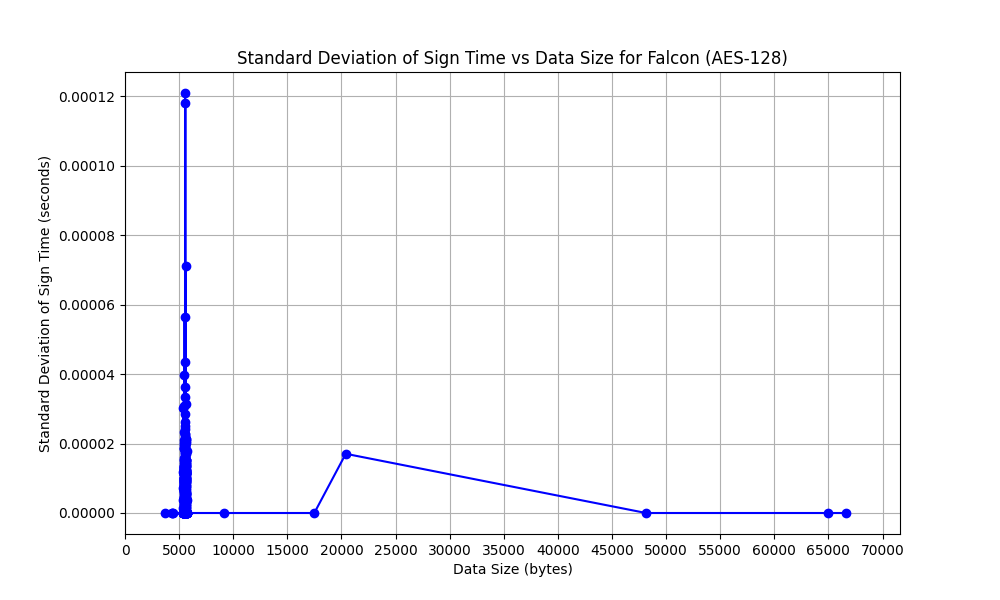 Standard Deviation of Sign Time vs Data Size for Falcon (AES-128)
Standard Deviation of Sign Time (seconds)
0.00012
0.00010
0.00008
0.00006
0.00004
0.00002
0.00000
0 5000 10000 15000 20000 25000 30000 35000 40000 45000 50000 55000 60000 65000 70000
Data Size (bytes)